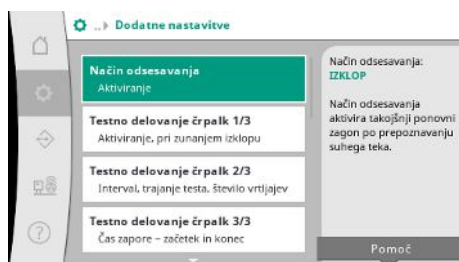 ..▸ Dodatne nastavitve
Način odsesavanja
Aktiviranje
Testno delovanje črpalk 1/3
Aktiviranje, pri zunanjem izklopu
Testno delovanje črpalk 2/3
Interval, trajanje testa, število vrtljajev
Testno delovanje črpalk 3/3
Čas zapore – začetek in konec
Način odsesavanja:
IZKLOP
Način odsesavanja
aktivira takojšnji ponovni
zagon po prepoznavanju
suhega teka.
Pomoč
?